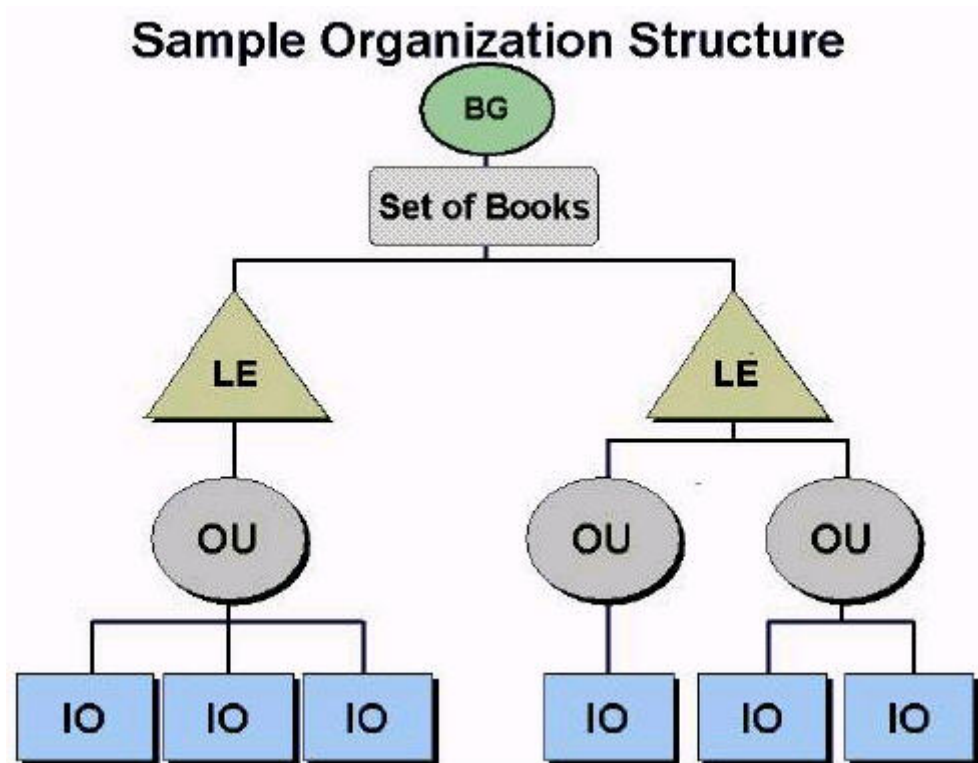 Sample Organization Structure
BG
Set of Books
LE LE
OU OU OU
IO IO IO IO IO IO